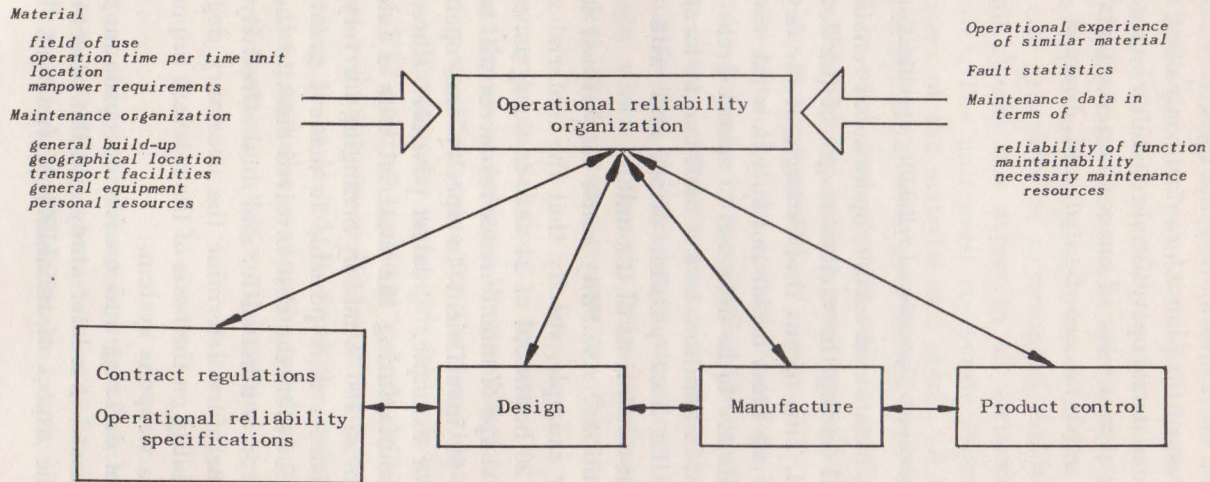 Material
field of use
operation time per time unit
location
manpower requirements
Maintenance organization
general build-up
geographical location
transport facilities
general equipment
personal resources
Operational reliability
organization
Operational experience
of similar material
Fault statistics
Maintenance data in
terms of
reliability of function
maintainability
necessary maintenance
resources
Contract regulations
Operational reliability
specifications
Design
Manufacture
Product control